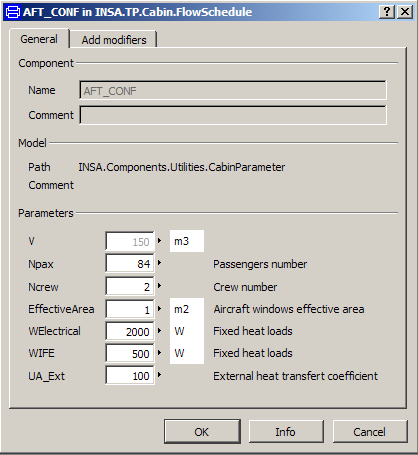 AFT_CONF in INSA.TP.Cabin.FlowSchedule
General Add modifiers
Component
Name AFT_CONF
Comment
Model
Path INSA.Components.Utilities.CabinParameter
Comment
Parameters
V 150 m3
Npax 84 Passengers number
Ncrew 2 Crew number
EffectiveArea 1 m2 Aircraft windows effective area
WElectrical 2000 W Fixed heat loads
WIFE 500 W Fixed heat loads
UA_Ext 100 External heat transfert coefficient
OK Info Cancel